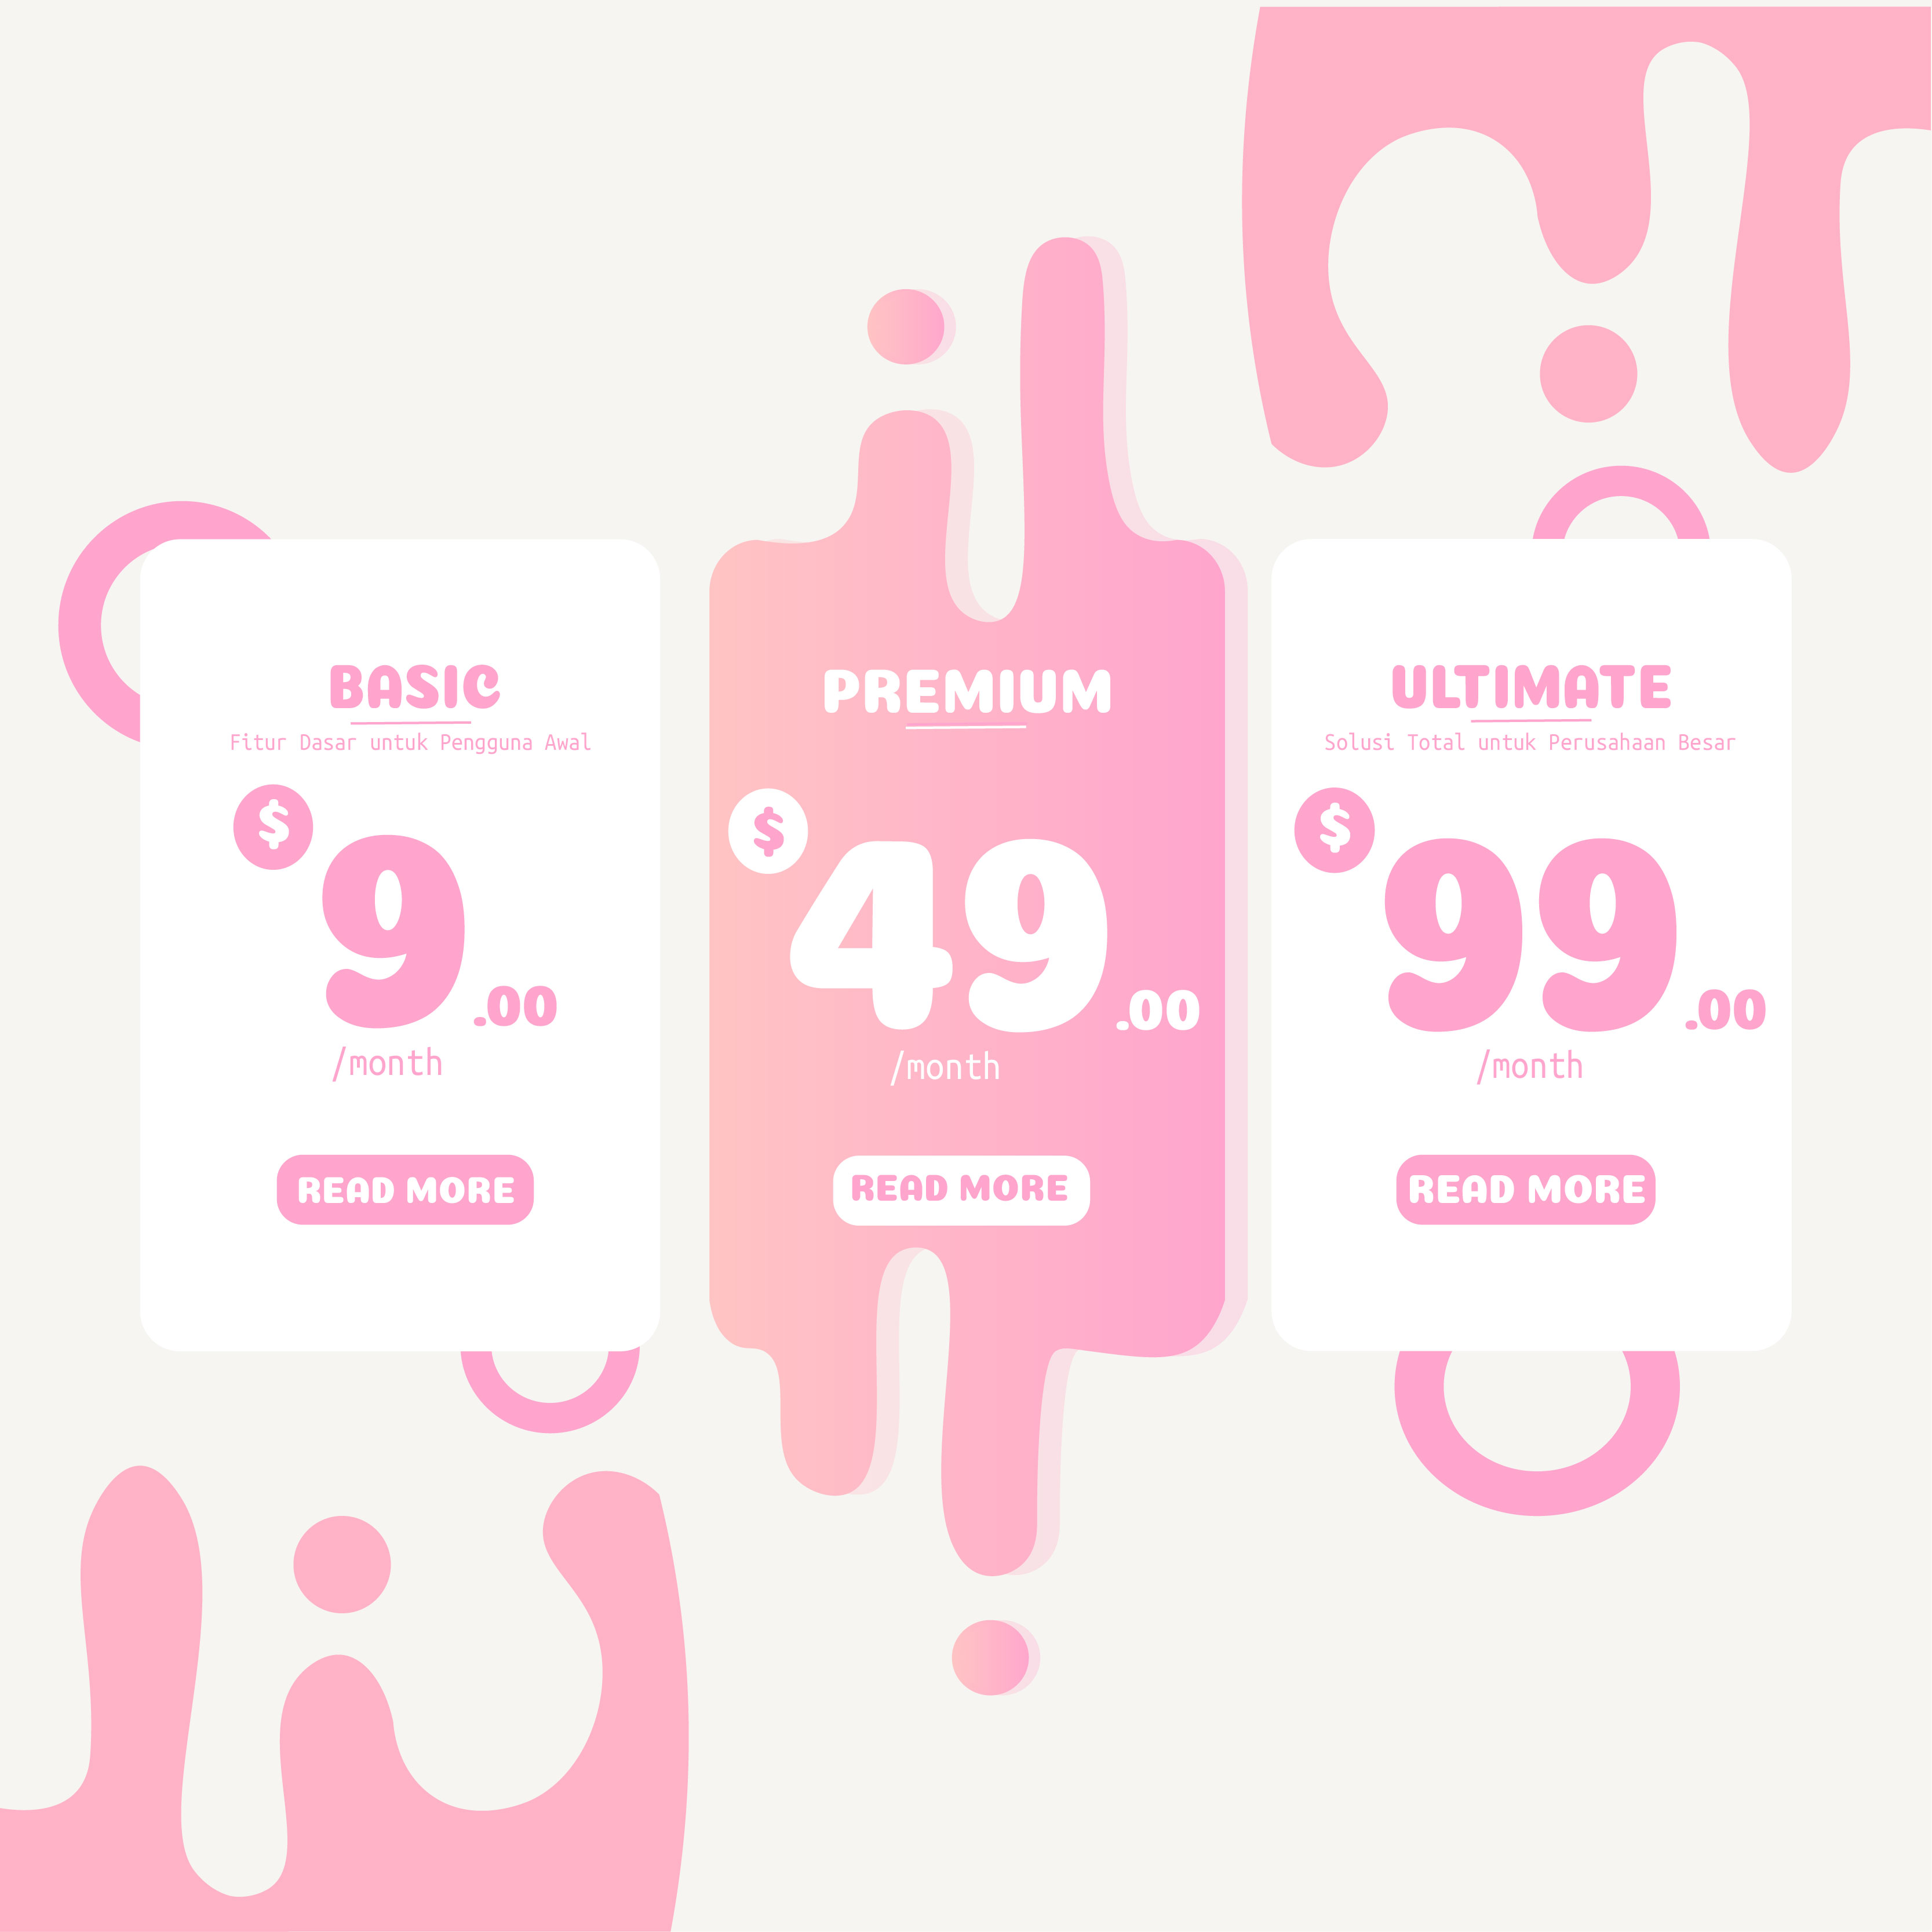 BASIC
Fitur Dasar untuk Pengguna Awal
$
9.00
/month
READ MORE
PREMIUM
$
49.00
/month
READ MORE
ULTIMATE
Solusi Total untuk Perusahaan Besar
$
99.00
/month
READ MORE